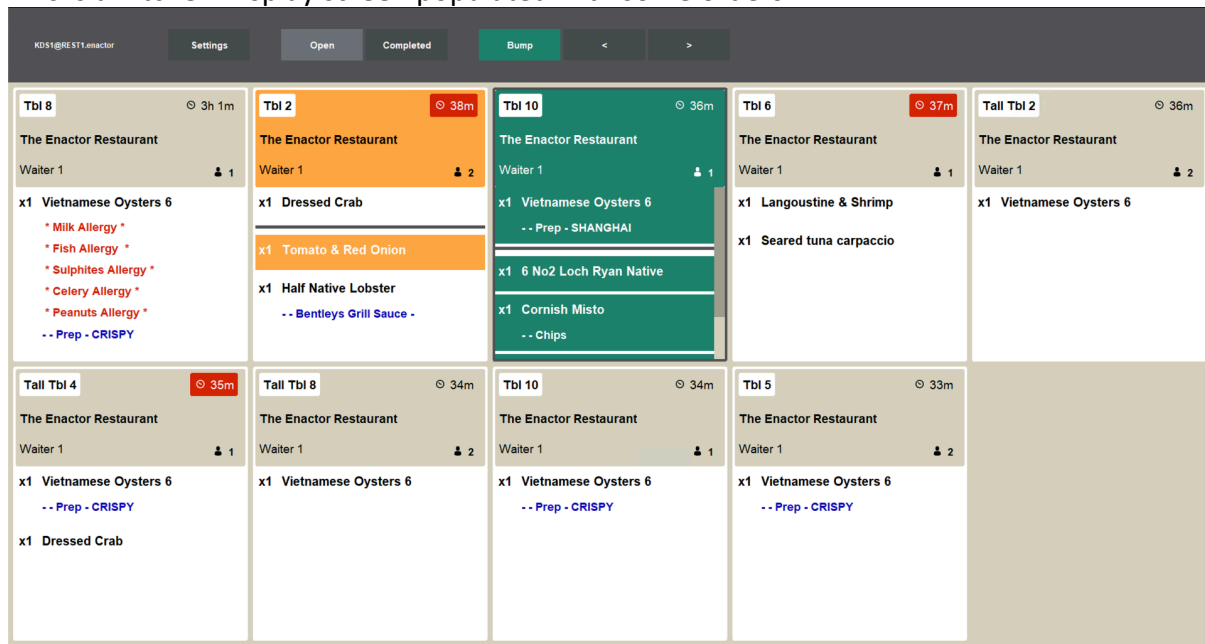 KDS1@REST1.enactor Settings Open Completed Bump < >
Tbl 8 3h 1m
The Enactor Restaurant
Waiter 1 1
x1 Vietnamese Oysters 6
* Milk Allergy *
* Fish Allergy *
* Sulphites Allergy *
* Celery Allergy *
* Peanuts Allergy *
- - Prep - CRISPY
Tbl 2 38m
The Enactor Restaurant
Waiter 1 2
x1 Dressed Crab
x1 Tomato & Red Onion
x1 Half Native Lobster
- - Bentleys Grill Sauce -
Tbl 10 36m
The Enactor Restaurant
Waiter 1 1
x1 Vietnamese Oysters 6
- - Prep - SHANGHAI
x1 6 No2 Loch Ryan Native
x1 Cornish Misto
- - Chips
Tbl 6 37m
The Enactor Restaurant
Waiter 1 1
x1 Langoustine & Shrimp
x1 Seared tuna carpaccio
Tall Tbl 2 36m
The Enactor Restaurant
Waiter 1 2
x1 Vietnamese Oysters 6
Tall Tbl 4 35m
The Enactor Restaurant
Waiter 1 1
x1 Vietnamese Oysters 6
- - Prep - CRISPY
x1 Dressed Crab
Tall Tbl 8 34m
The Enactor Restaurant
Waiter 1
x1 Vietnamese Oysters 6
Tbl 10 34m
The Enactor Restaurant
Waiter 1 1
x1 Vietnamese Oysters 6
- - Prep - CRISPY
Tbl 5 33m
The Enactor Restaurant
Waiter 1 2
x1 Vietnamese Oysters 6
- - Prep - CRISPY